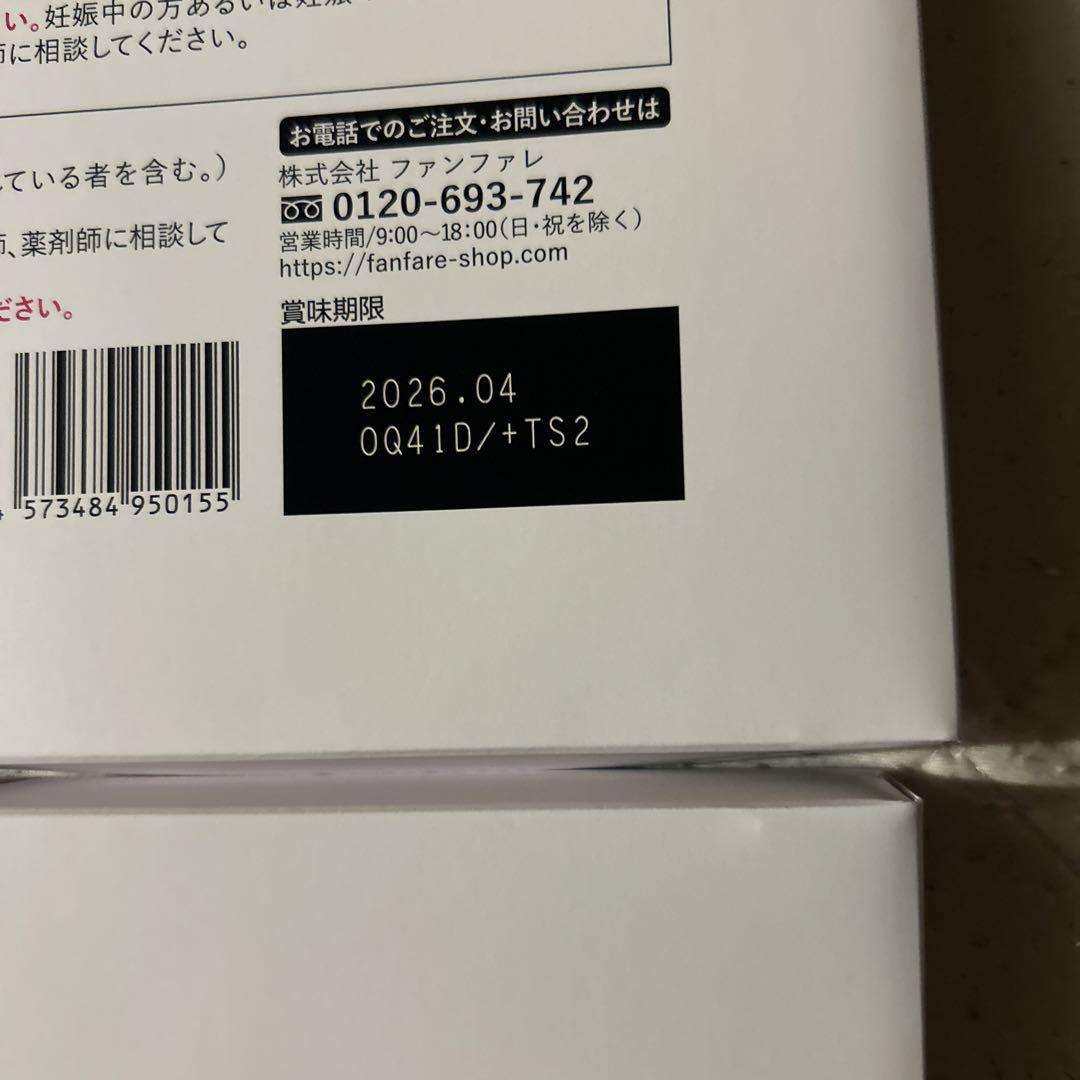 い。妊娠中の方あるいは妊娠
師に相談してください。
ている者を含む。)
師、薬剤師に相談して
ださい。
お電話でのご注文・お問い合わせは
株式会社 ファンファレ
0120-693-742
営業時間/9:00〜18:00(日・祝を除く)
https://fanfare-shop.com
賞味期限
2026.04
0Q41D/+TS2
573484 950155